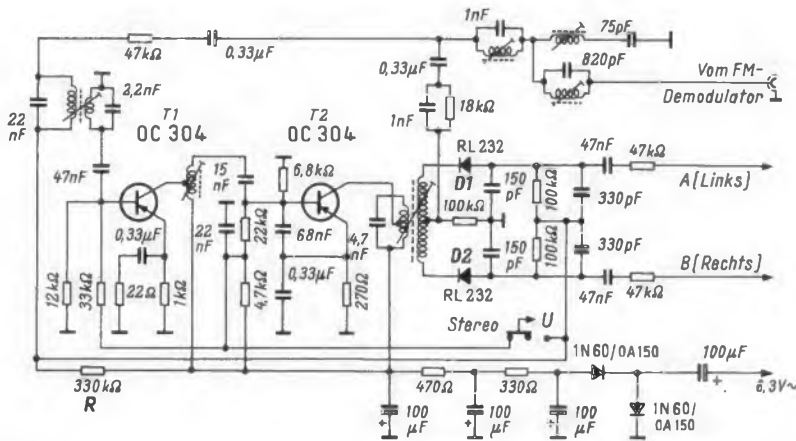 1nF
75pF
47kΩ
0,33µF
0,33µF
820pF
Vom FM-
Demodulator
2,2nF
22
nF
T1
OC 304
T2
OC 304
1nF
18kΩ
RL 232
47nF
47kΩ
47nF
15
nF
6,8kΩ
D1
150
pF
100kΩ
A (Links)
330pF
0,33µF
22
nF
22kΩ
68nF
4,7
nF
100kΩ
330pF
D2
150
pF
100kΩ
B (Rechts)
12kΩ
33kΩ
22Ω
1kΩ
4,7kΩ
0,33µF
270Ω
RL 232
47nF
47kΩ
Stereo
U
1N60/0A150
100µF
+
330kΩ
R
470Ω
330Ω
6,3V~
+
100
µF
+
100
µF
+
100
µF
1N60/
0A150